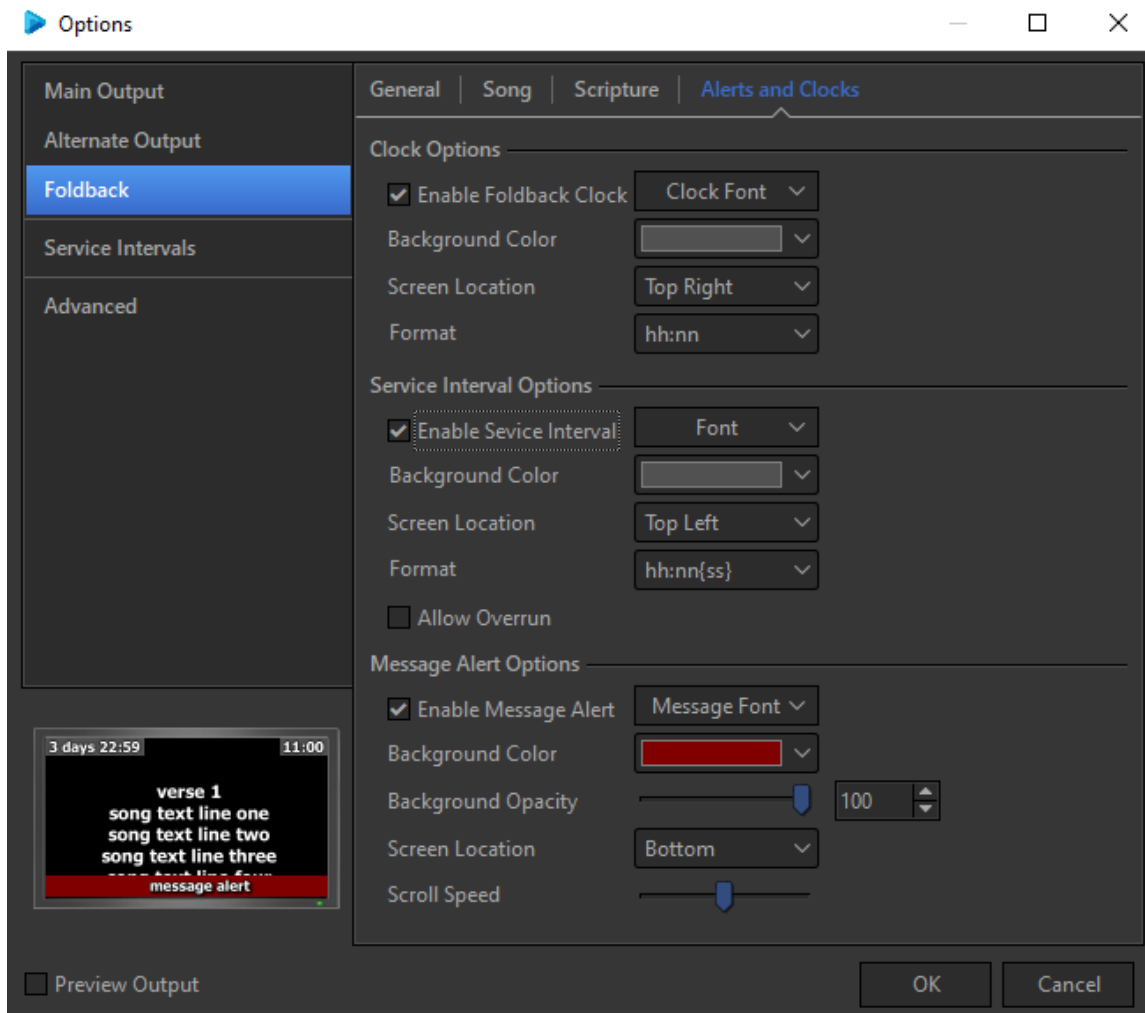 Options
Main Output
Alternate Output
Foldback
Service Intervals
Advanced
General Song Scripture Alerts and Clocks
Clock Options
Enable Foldback Clock Clock Font
Background Color
Screen Location Top Right
Format hh:nn
Service Interval Options
Enable Sevice Interval Font
Background Color
Screen Location Top Left
Format hh:nn{ss}
Allow Overrun
Message Alert Options
Enable Message Alert Message Font
Background Color
Background Opacity 100
Screen Location Bottom
Scroll Speed
3 days 22:59 11:00
verse 1
song text line one
song text line two
song text line three
song text line four
message alert
Preview Output OK Cancel